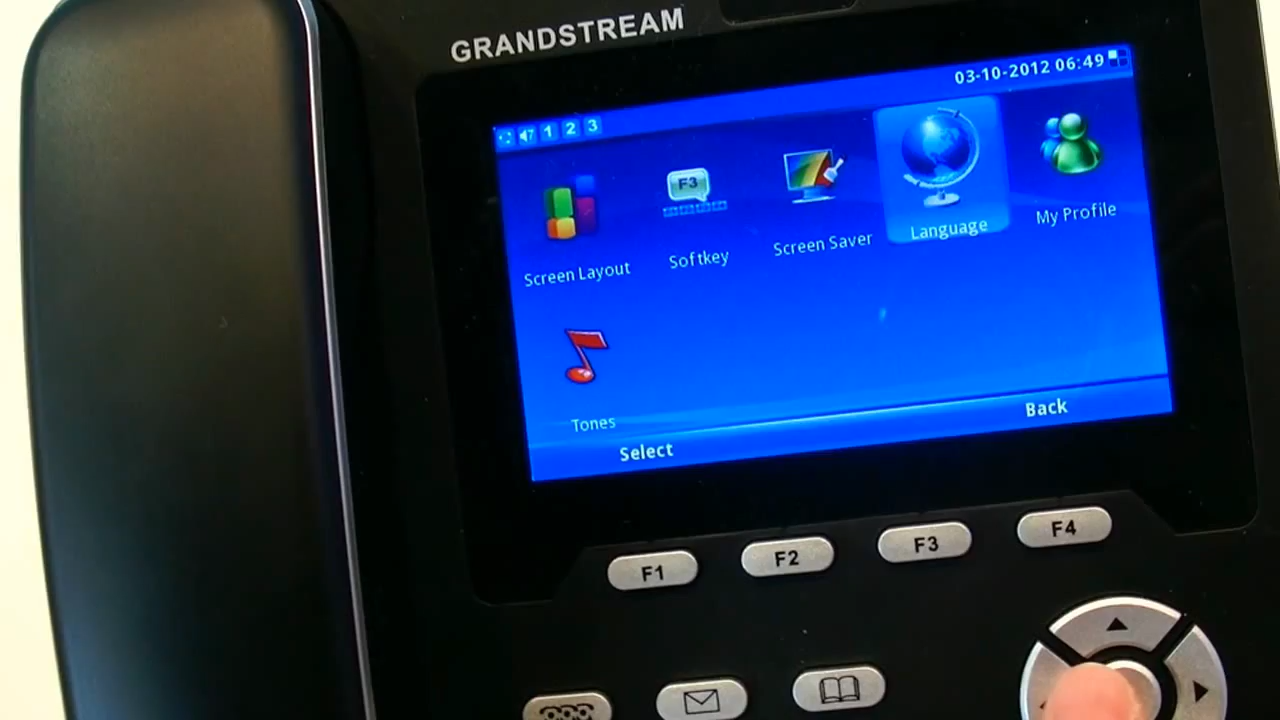 GRANDSTREAM
03-10-2012 06:49
1 2 3
F3
Screen Layout
Softkey
Screen Saver
Language
My Profile
Tones
Select
Back
F1
F2
F3
F4